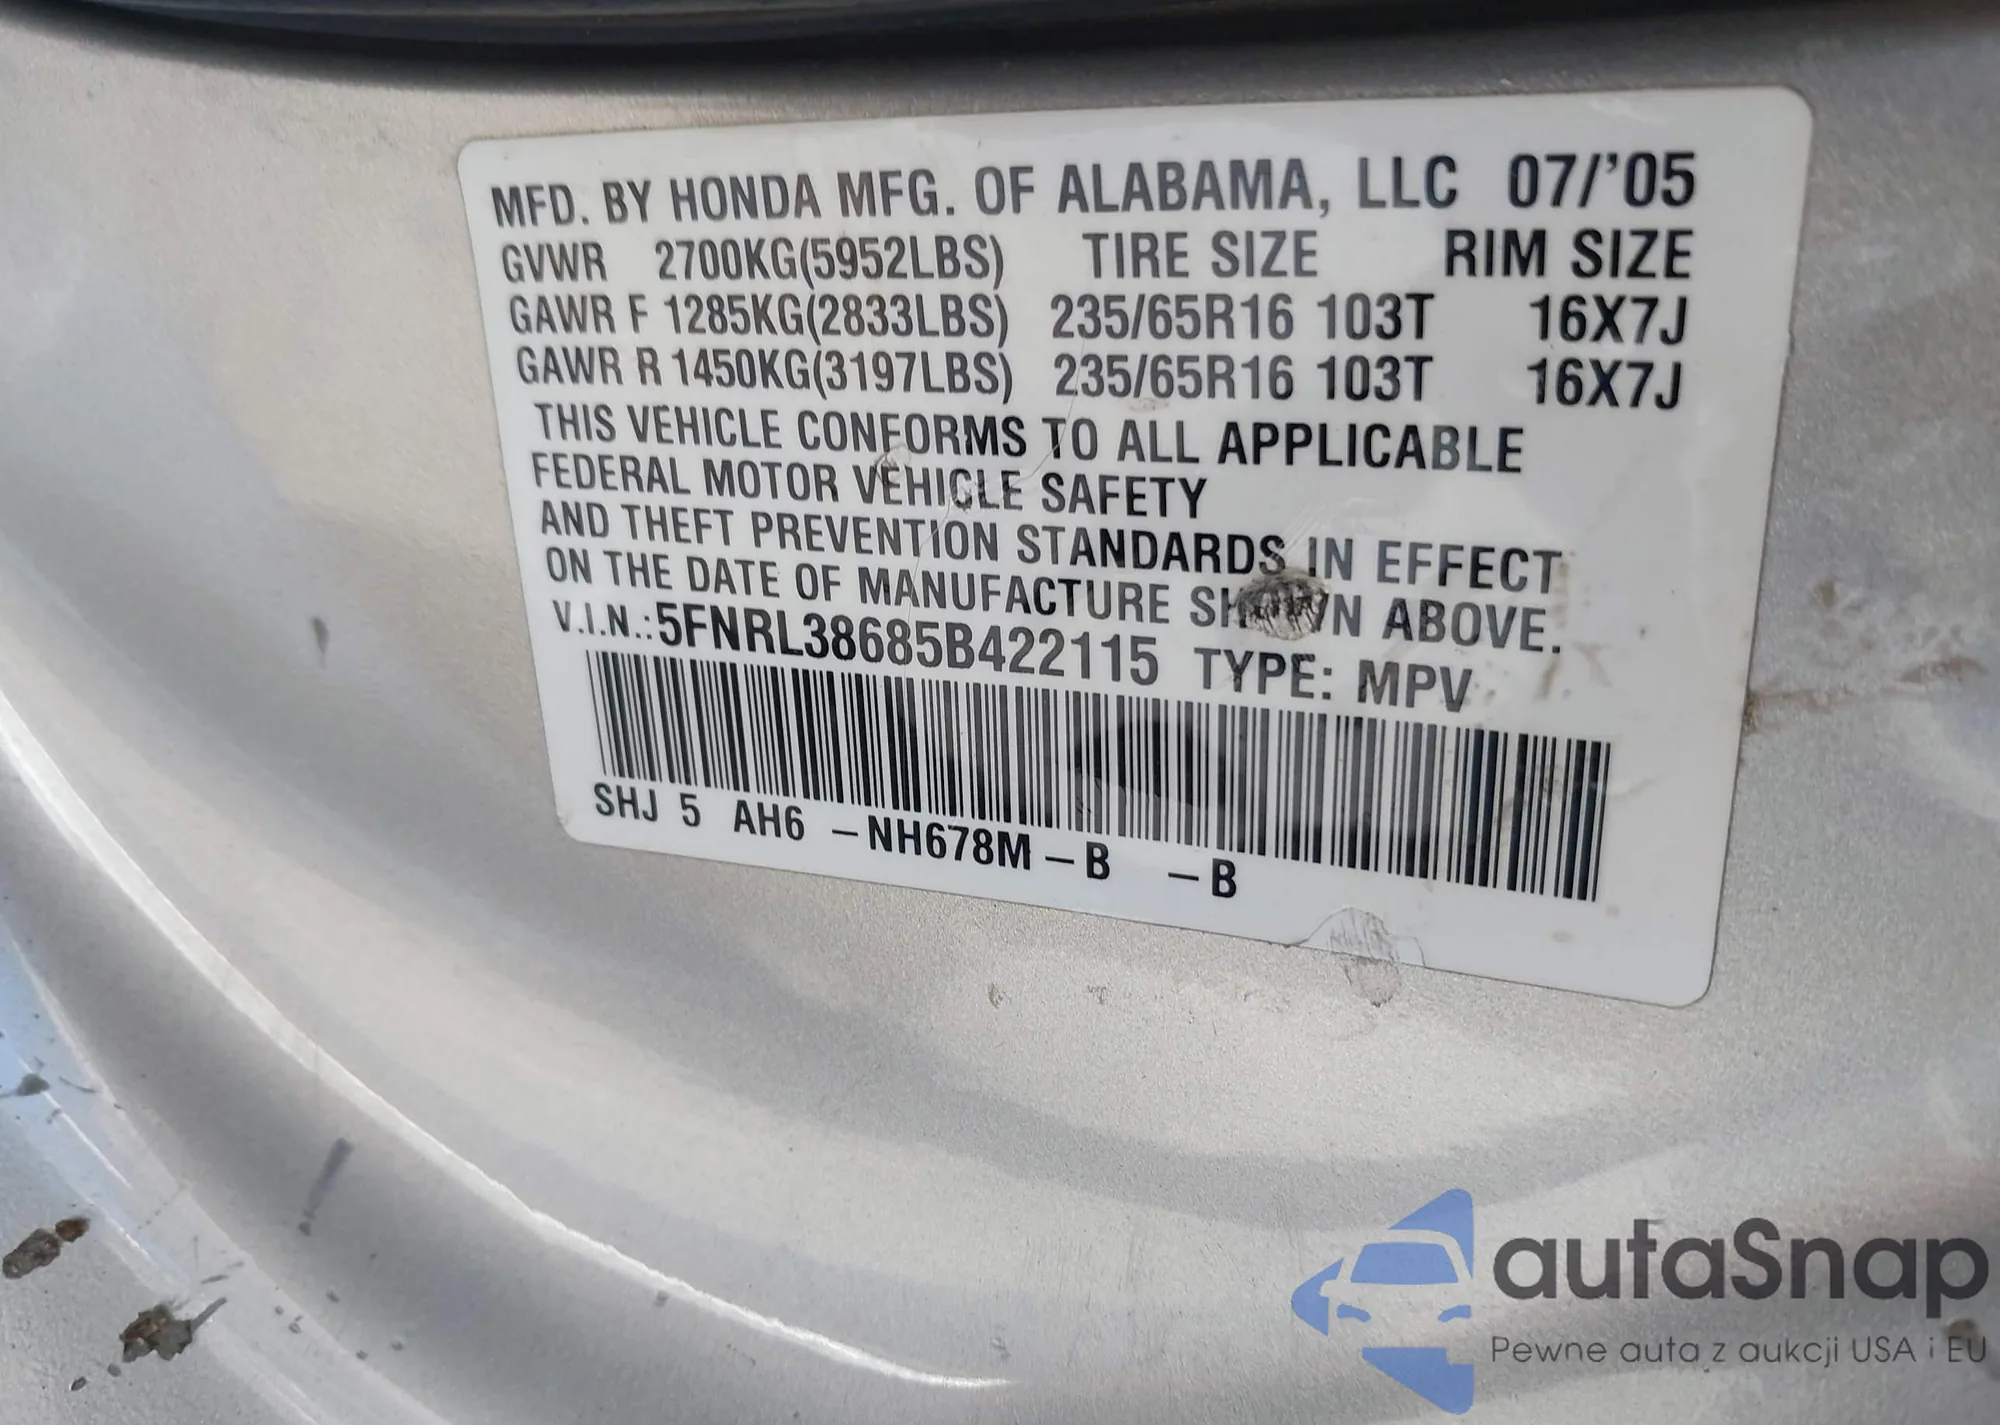 MFD. BY HONDA MFG. OF ALABAMA, LLC 07/'05
GVWR 2700KG(5952LBS) TIRE SIZE RIM SIZE
GAWR F 1285KG(2833LBS) 235/65R16 103T 16X7J
GAWR R 1450KG(3197LBS) 235/65R16 103T 16X7J
THIS VEHICLE CONFORMS TO ALL APPLICABLE
FEDERAL MOTOR VEHICLE SAFETY
AND THEFT PREVENTION STANDARDS IN EFFECT
ON THE DATE OF MANUFACTURE SHOWN ABOVE.
V.I.N.:5FNRL38685B422115 TYPE: MPV
SHJ 5 AH6 -NH678M-B -B
autaSnap
Pewne auta z aukcji USA i EU